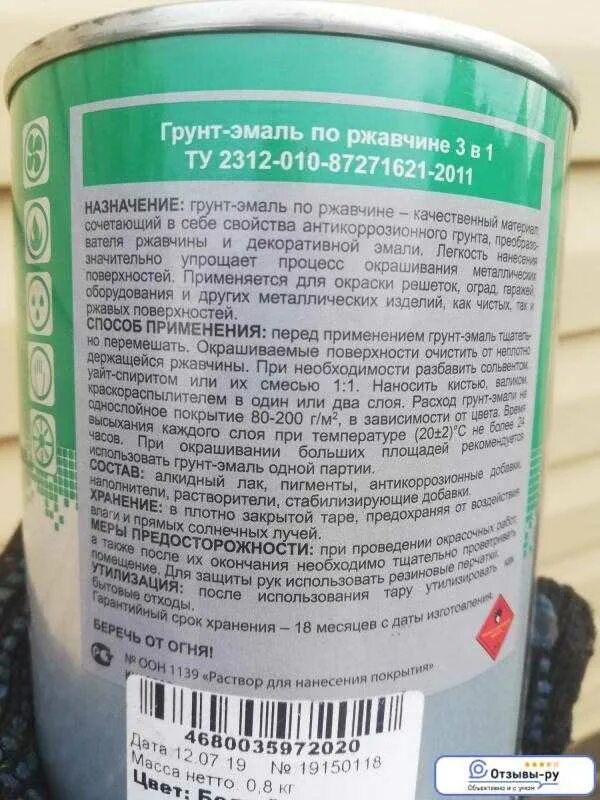 Грунт-эмаль по ржавчине 3 в 1
ТУ 2312-010-87271621-2011
НАЗНАЧЕНИЕ: грунт-эмаль по ржавчине – качественный материал,
сочетающий в себе свойства антикоррозионного грунта, преобразо-
вателя ржавчины и декоративной эмали. Легкость нанесения
значительно упрощает процесс окрашивания металлических
поверхностей. Применяется для окраски решеток, оград, гаражей,
оборудования и других металлических изделий, как чистых, так и
ржавых поверхностей.
СПОСОБ ПРИМЕНЕНИЯ: перед применением грунт-эмаль тщатель-
но перемешать. Окрашиваемые поверхности очистить от неплотно
держащейся ржавчины. При необходимости разбавить сольвентом,
уайт-спиритом или их смесью 1:1. Наносить кистью, валиком,
краскораспылителем в один или два слоя. Расход грунт-эмали на
однослойное покрытие 80-200 г/м², в зависимости от цвета. Время
высыхания каждого слоя при температуре (20±2)°С не более 24
часов. При окрашивании больших площадей рекомендуется
использовать грунт-эмаль одной партии.
СОСТАВ: алкидный лак, пигменты, антикоррозионные добавки,
наполнители, растворители, стабилизирующие добавки.
ХРАНЕНИЕ: в плотно закрытой таре, предохраняя от воздействия
влаги и прямых солнечных лучей.
МЕРЫ ПРЕДОСТОРОЖНОСТИ: при проведении окрасочных работ,
а также после их окончания необходимо тщательно проветривать
помещение. Для защиты рук использовать резиновые перчатки.
УТИЛИЗАЦИЯ: после использования тару утилизировать как
бытовые отходы.
Гарантийный срок хранения – 18 месяцев с даты изготовления.
БЕРЕЧЬ ОТ ОГНЯ!
№ ООН 1139 «Раствор для нанесения покрытия»
4680035972020
Дата 12.07.19 № 19150118
Масса нетто 0,8 кг
Цвет:
Отзывы-ру
Объективно и с умом